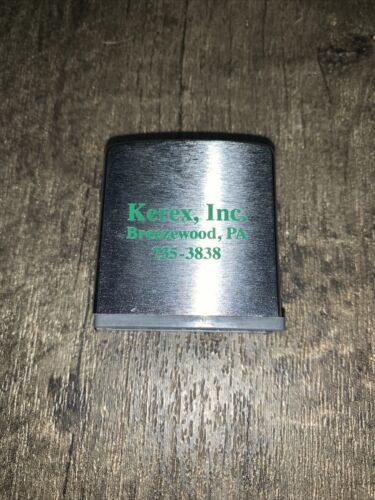 Kerex, Inc.
Breezewood, PA
735-3838